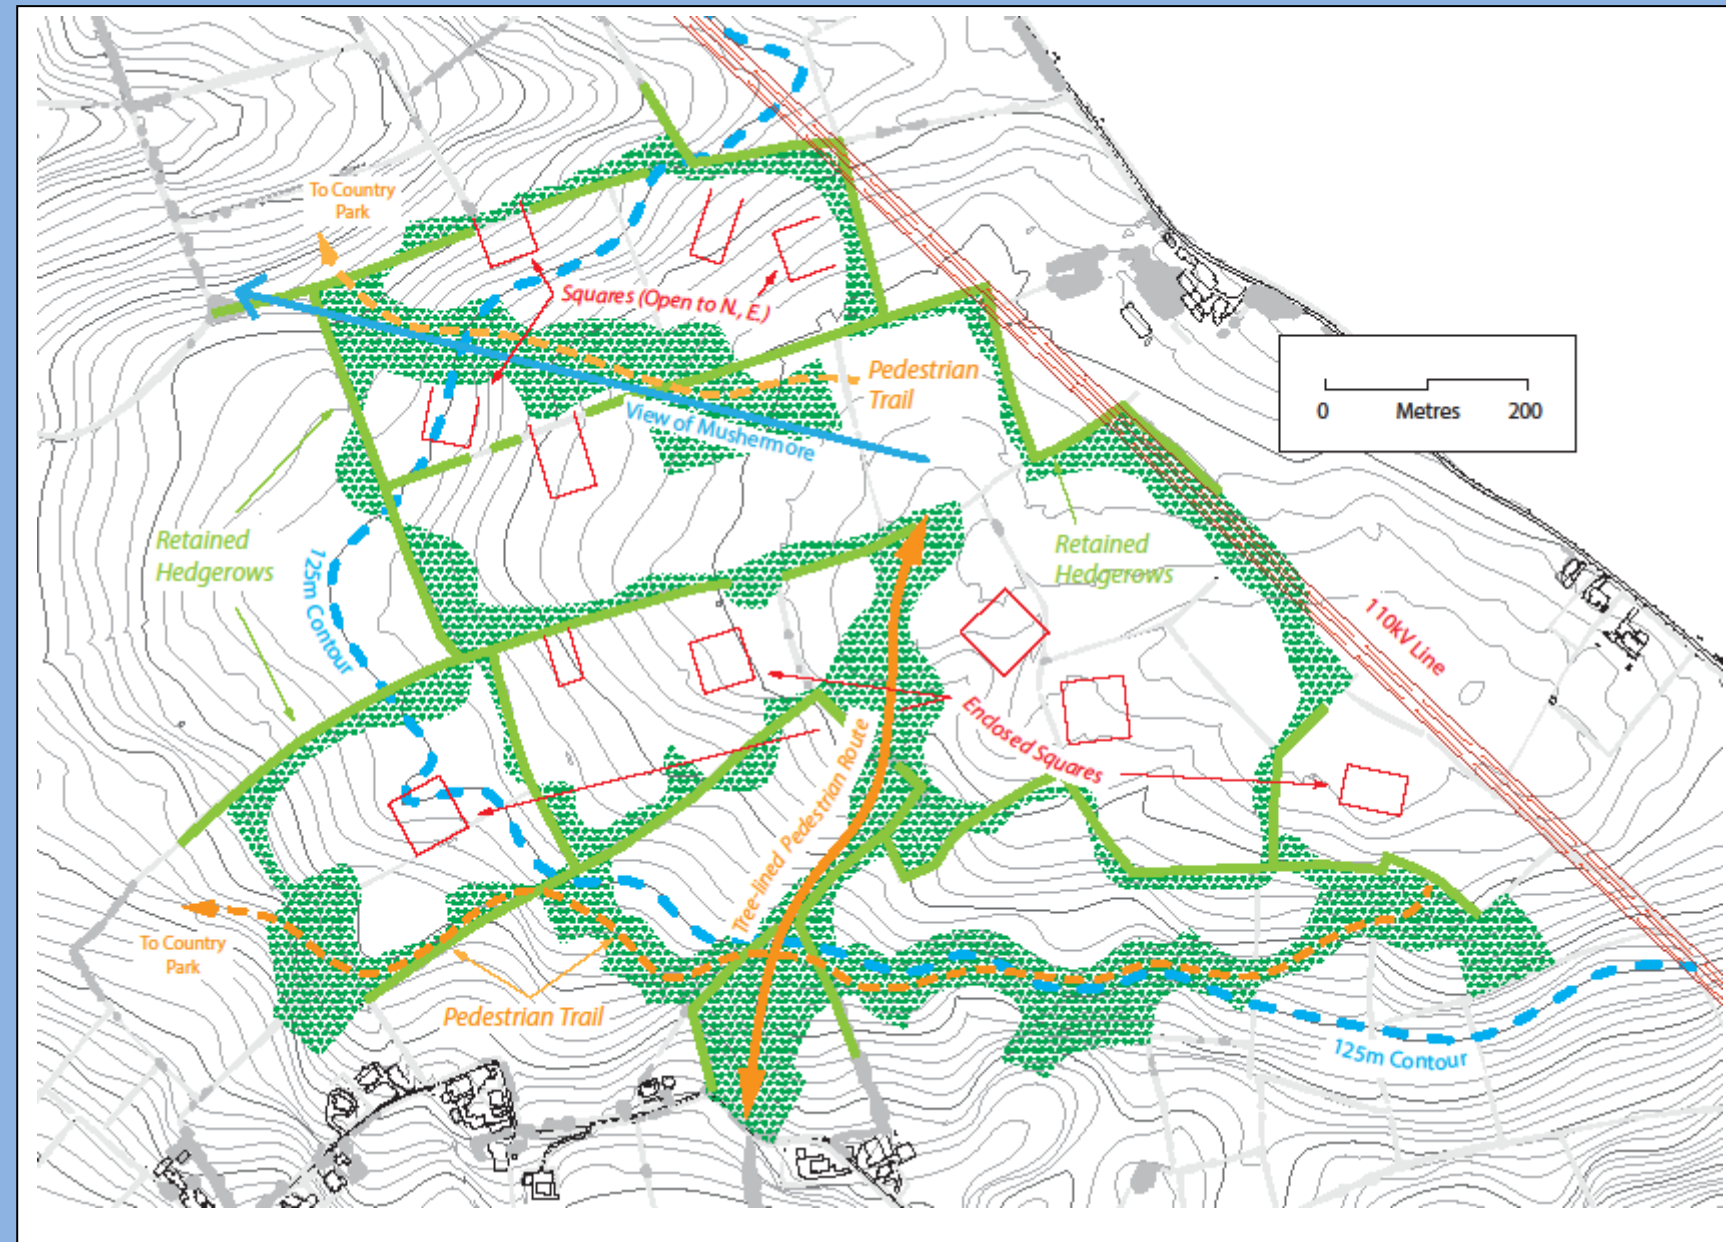 To Country
Park
Squares (Open to N., E.)
Pedestrian
Trail
View of Mushermore
0 Metres 200
Retained
Hedgerows
125m Contour
Retained
Hedgerows
110kV Line
Enclosed Squares
Tree-lined Pedestrian Route
To Country
Park
Pedestrian Trail
125m Contour